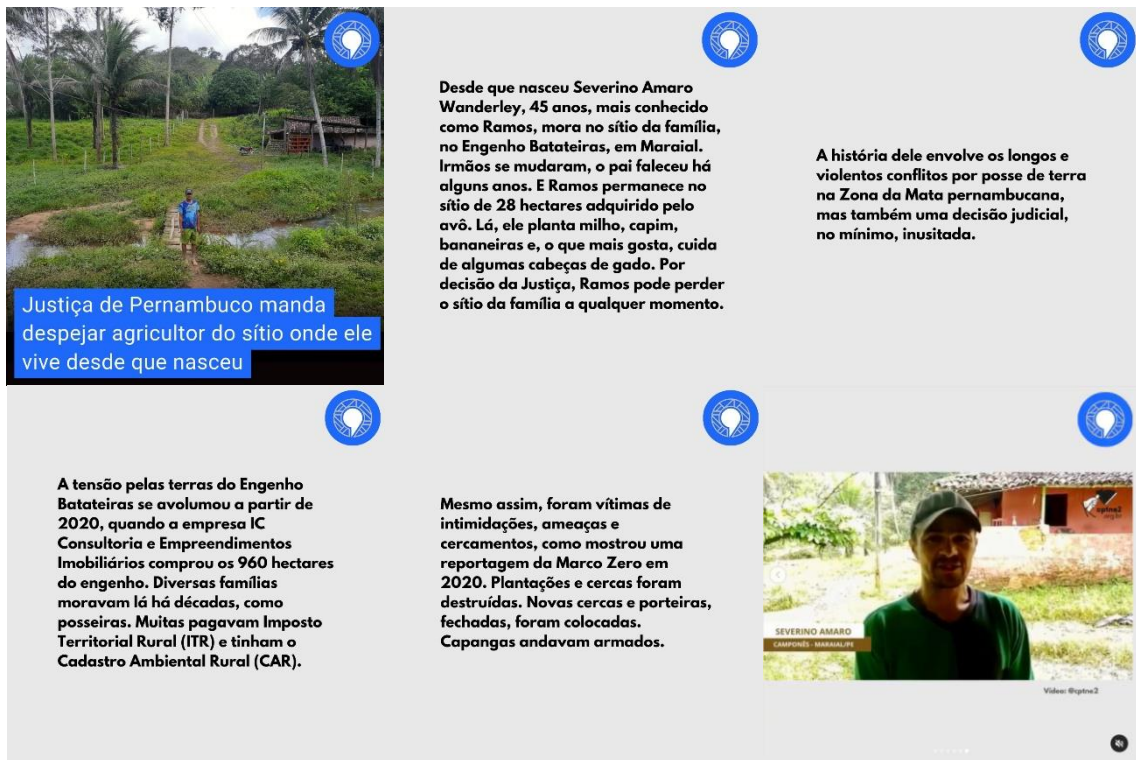 Justiça de Pernambuco manda
despejar agricultor do sítio onde ele
vive desde que nasceu
Desde que nasceu Severino Amaro
Wanderley, 45 anos, mais conhecido
como Ramos, mora no sítio da família,
no Engenho Batateiras, em Maraial.
Irmãos se mudaram, o pai faleceu há
alguns anos. E Ramos permanece no
sítio de 28 hectares adquirido pelo
avô. Lá, ele planta milho, capim,
bananeiras e, o que mais gosta, cuida
de algumas cabeças de gado. Por
decisão da Justiça, Ramos pode perder
o sítio da família a qualquer momento.
A história dele envolve os longos e
violentos conflitos por posse de terra
na Zona da Mata pernambucana,
mas também uma decisão judicial,
no mínimo, inusitada.
A tensão pelas terras do Engenho
Batateiras se avolumou a partir de
2020, quando a empresa IC
Consultoria e Empreendimentos
Imobiliários comprou os 960 hectares
do engenho. Diversas famílias
moravam lá há décadas, como
posseiras. Muitas pagavam Imposto
Territorial Rural (ITR) e tinham o
Cadastro Ambiental Rural (CAR).
Mesmo assim, foram vítimas de
intimidações, ameaças e
cercamentos, como mostrou uma
reportagem da Marco Zero em
2020. Plantações e cercas foram
destruídas. Novas cercas e porteiras,
fechadas, foram colocadas.
Capangas andavam armados.
cptne2
.org.br
SEVERINO AMARO
CAMPONÊS - MARAIAL/PE
Vídeo: @cptne2